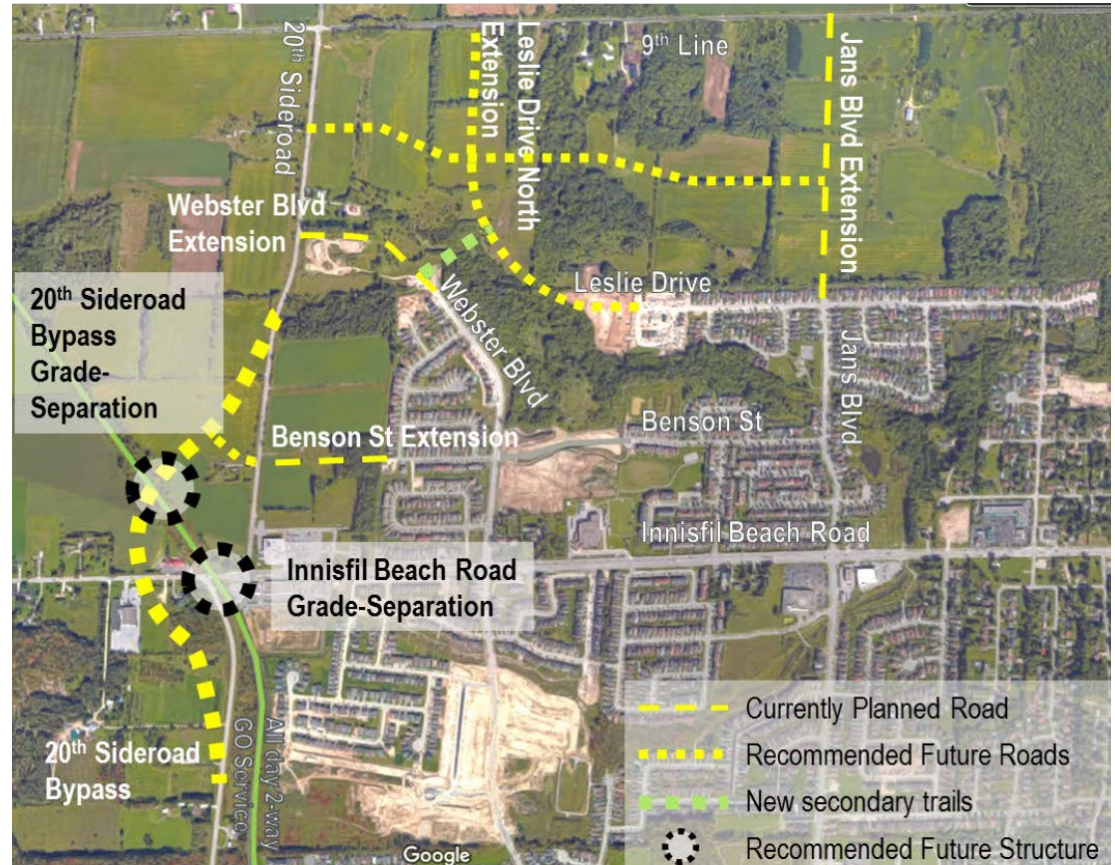 20th Sideroad
Leslie Drive North
Extension
9th Line
Jans Blvd Extension
Webster Blvd
Extension
20th Sideroad
Bypass
Grade-
Separation
Leslie Drive
Webster Blvd
Jans Blvd
Benson St Extension
Benson St
Innisfil Beach Road
Innisfil Beach Road
Grade-Separation
20th Sideroad
Bypass
All day 2-way
GO Service
Currently Planned Road
Recommended Future Roads
New secondary trails
Recommended Future Structure
Google